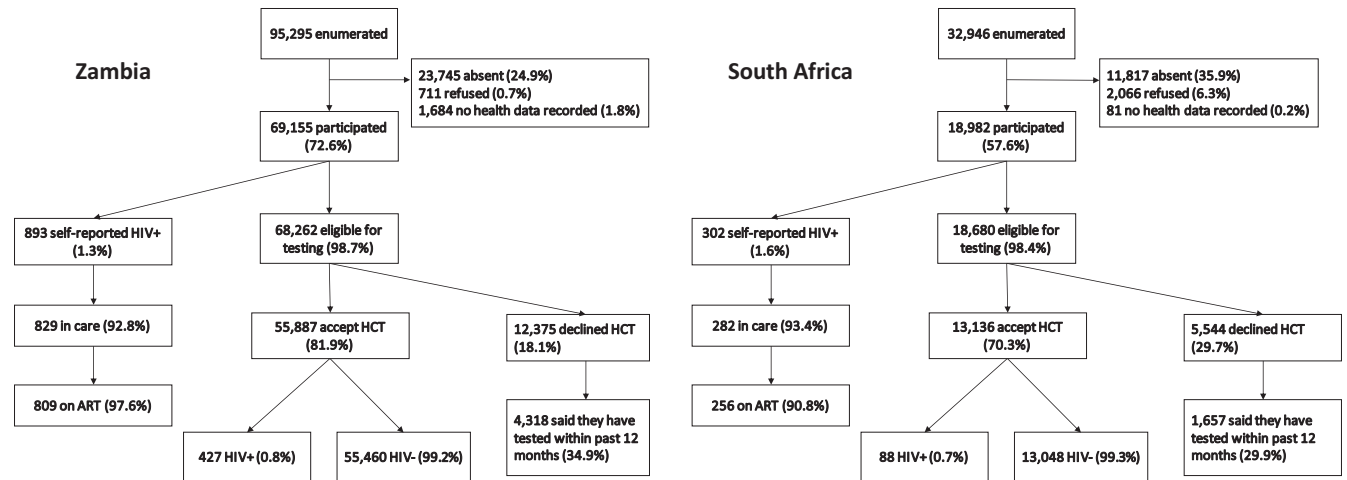 Zambia
95,295 enumerated
23,745 absent (24.9%)
711 refused (0.7%)
1,684 no health data recorded (1.8%)
69,155 participated
(72.6%)
893 self-reported HIV+
(1.3%)
68,262 eligible for
testing (98.7%)
829 in care (92.8%)
55,887 accept HCT
(81.9%)
12,375 declined HCT
(18.1%)
809 on ART (97.6%)
4,318 said they have
tested within past 12
months (34.9%)
427 HIV+ (0.8%)
55,460 HIV- (99.2%)
South Africa
32,946 enumerated
11,817 absent (35.9%)
2,066 refused (6.3%)
81 no health data recorded (0.2%)
18,982 participated
(57.6%)
302 self-reported HIV+
(1.6%)
18,680 eligible for
testing (98.4%)
282 in care (93.4%)
13,136 accept HCT
(70.3%)
5,544 declined HCT
(29.7%)
256 on ART (90.8%)
1,657 said they have
tested within past 12
months (29.9%)
88 HIV+ (0.7%)
13,048 HIV- (99.3%)